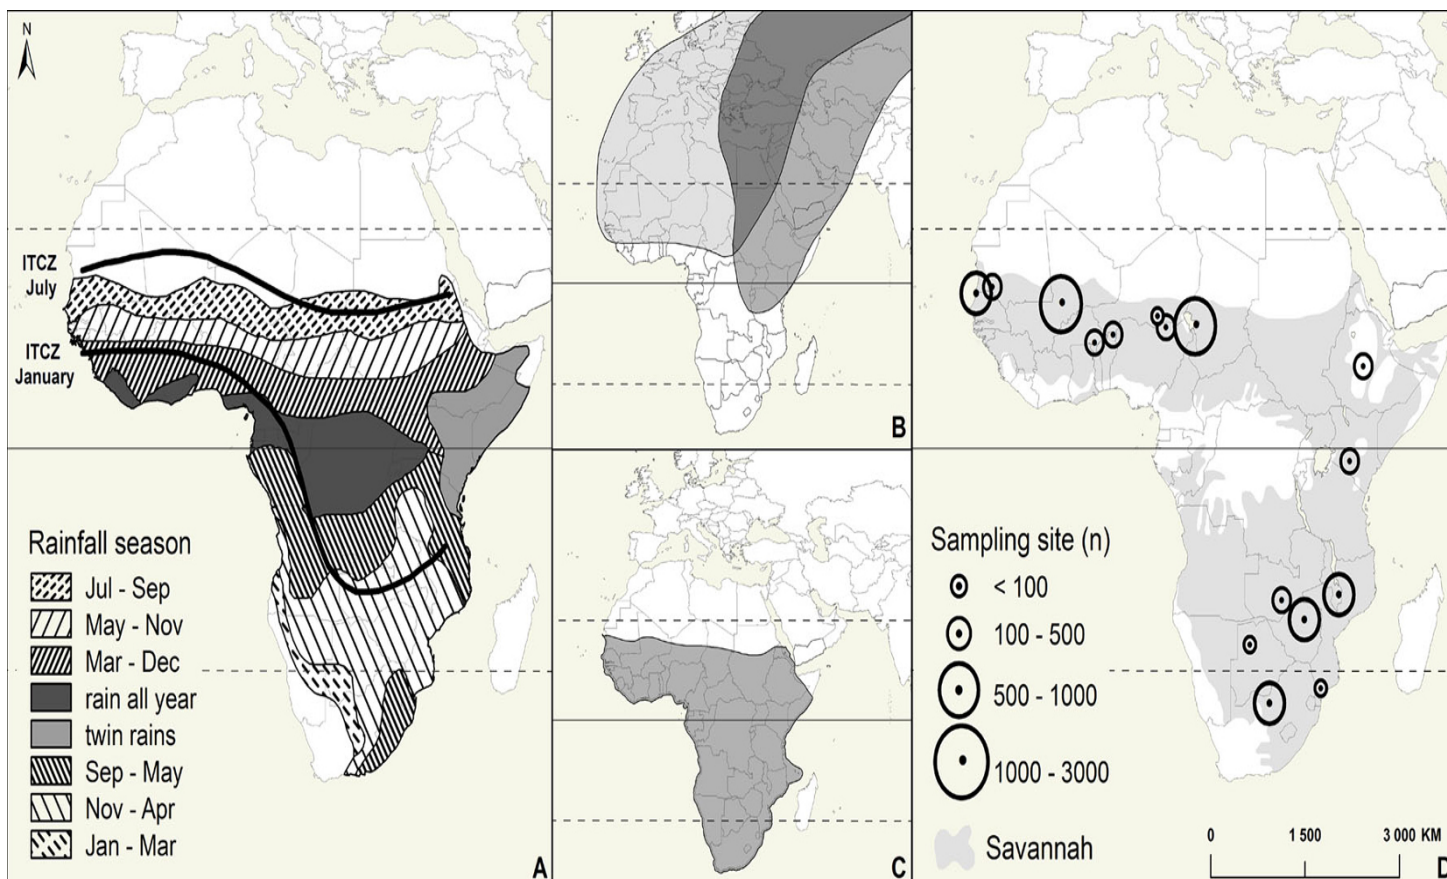 N
ITCZ
July
ITCZ
January
Rainfall season
Jul - Sep
May - Nov
Mar - Dec
rain all year
twin rains
Sep - May
Nov - Apr
Jan - Mar
A
B
C
Sampling site (n)
< 100
100 - 500
500 - 1000
1000 - 3000
Savannah
0 1 500 3 000 KM
D